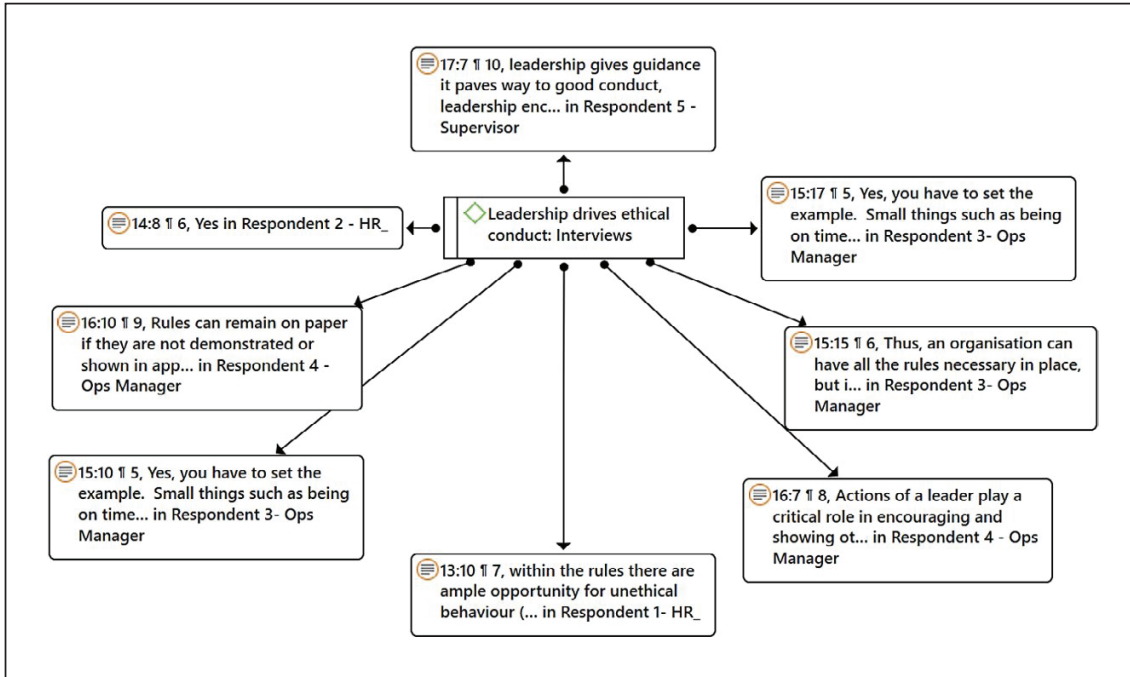 17:7 ¶ 10, leadership gives guidance
it paves way to good conduct,
leadership enc... in Respondent 5 -
Supervisor
14:8 ¶ 6, Yes in Respondent 2 - HR_
Leadership drives ethical
conduct: Interviews
15:17 ¶ 5, Yes, you have to set the
example.  Small things such as being
on time... in Respondent 3- Ops
Manager
16:10 ¶ 9, Rules can remain on paper
if they are not demonstrated or
shown in app... in Respondent 4 -
Ops Manager
15:15 ¶ 6, Thus, an organisation can
have all the rules necessary in place,
but i... in Respondent 3- Ops
Manager
15:10 ¶ 5, Yes, you have to set the
example.  Small things such as being
on time... in Respondent 3- Ops
Manager
16:7 ¶ 8, Actions of a leader play a
critical role in encouraging and
showing ot... in Respondent 4 - Ops
Manager
13:10 ¶ 7, within the rules there are
ample opportunity for unethical
behaviour (... in Respondent 1- HR_